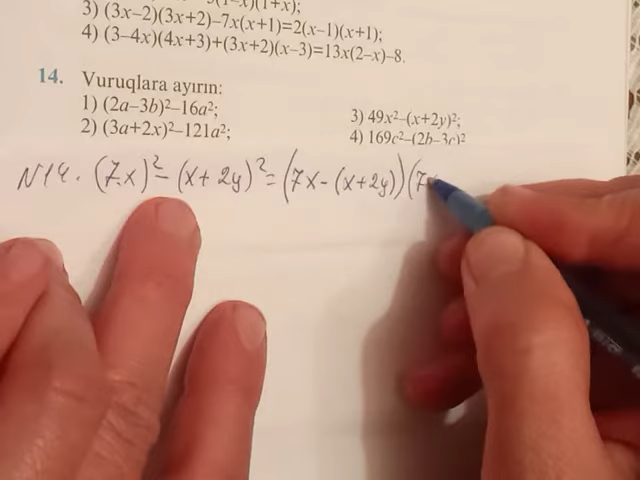 3) (3x–2)(3x+2)–7x(x+1)=2(x–1)(x+1);
4) (3–4x)(4x+3)+(3x+2)(x–3)=13x(2–x)–8.
14. Vuruqlara ayırın:
1) (2a–3b)²–16a²;
2) (3a+2x)²–121a²;
3) 49x²–(x+2y)²;
4) 169c²–(2b–3c)²
N14. (7.x)² – (x+2y)² = (7x – (x+2y))(7